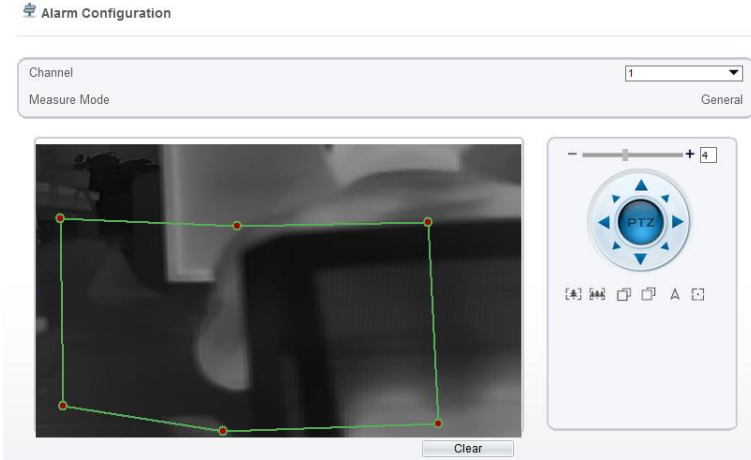 Alarm Configuration
Channel 1
Measure Mode General
4
PTZ
Clear